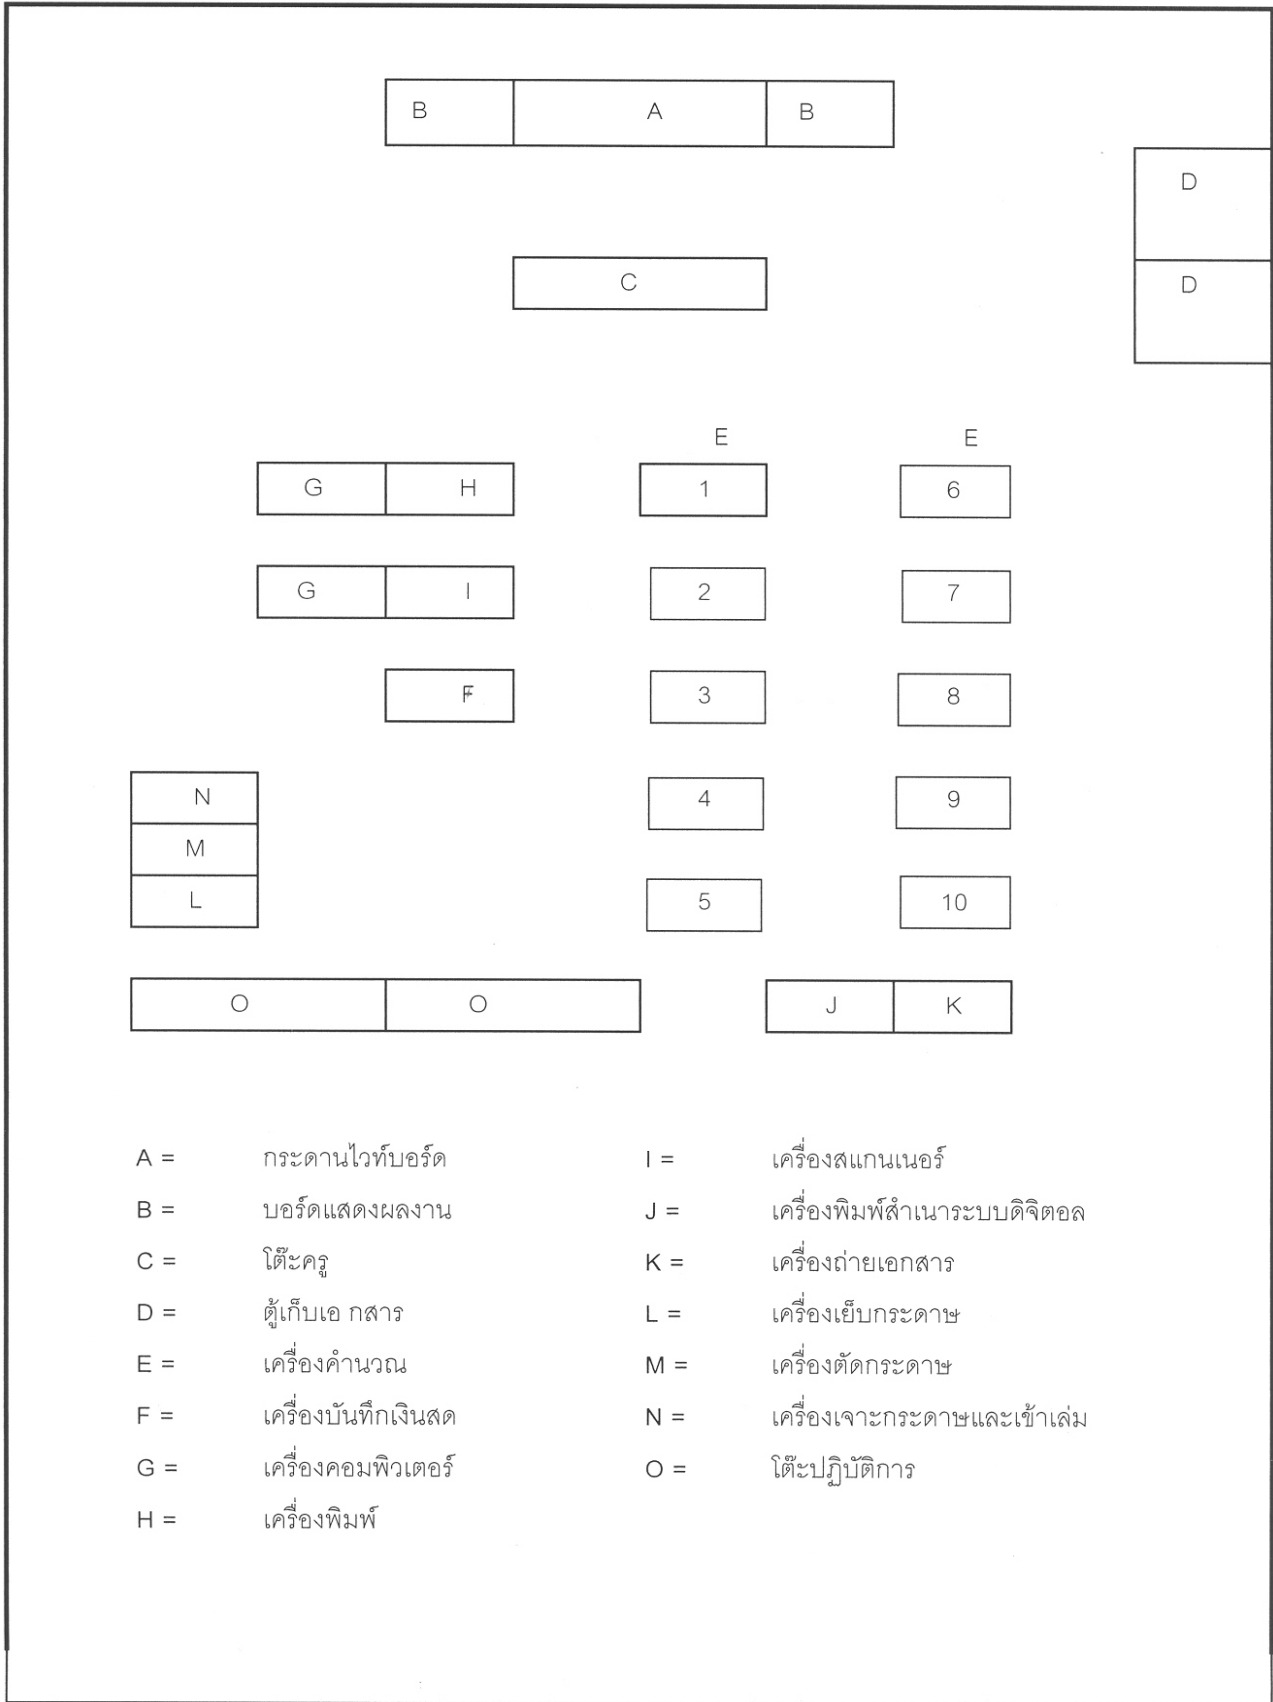 B A B
D
C
D
E E
G H 1 6
G I 2 7
F 3 8
N 4 9
M
L 5 10
O O J K
A = กระดานไวท์บอร์ด I = เครื่องสแกนเนอร์
B = บอร์ดแสดงผลงาน J = เครื่องพิมพ์สำเนาระบบดิจิตอล
C = โต๊ะครู K = เครื่องถ่ายเอกสาร
D = ตู้เก็บเอ กสาร L = เครื่องเย็บกระดาษ
E = เครื่องคำนวณ M = เครื่องตัดกระดาษ
F = เครื่องบันทึกเงินสด N = เครื่องเจาะกระดาษและเข้าเล่ม
G = เครื่องคอมพิวเตอร์ O = โต๊ะปฏิบัติการ
H = เครื่องพิมพ์